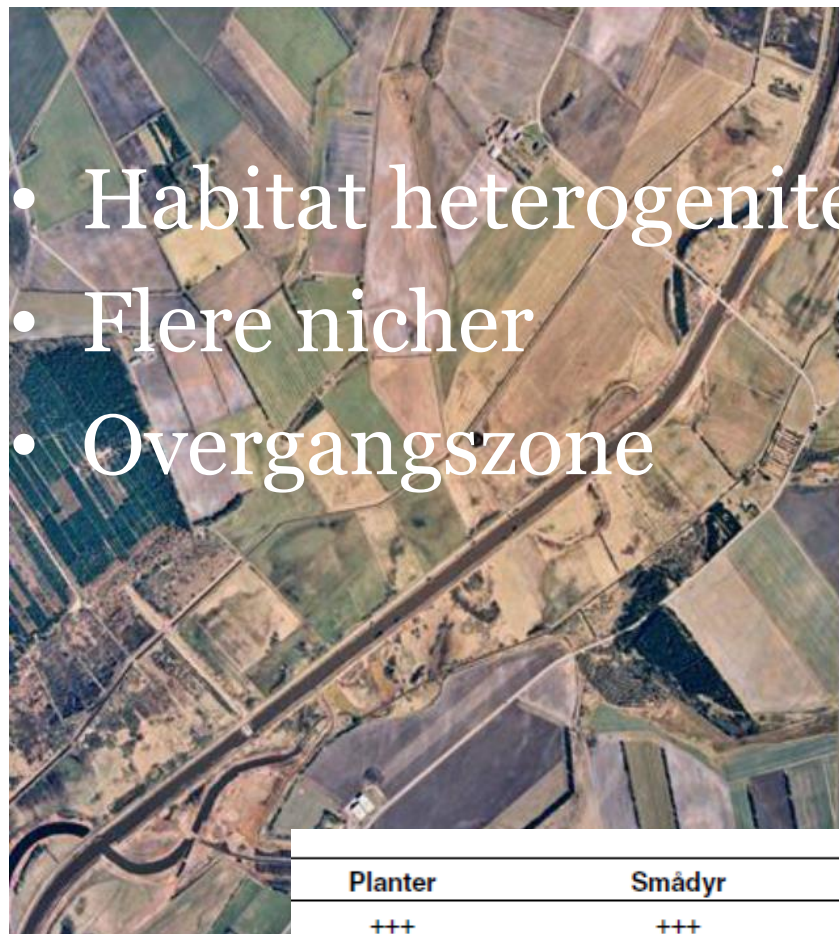 • Habitat heterogenite
• Flere nicher
• Overgangszone
Planter Smådyr
+++ +++